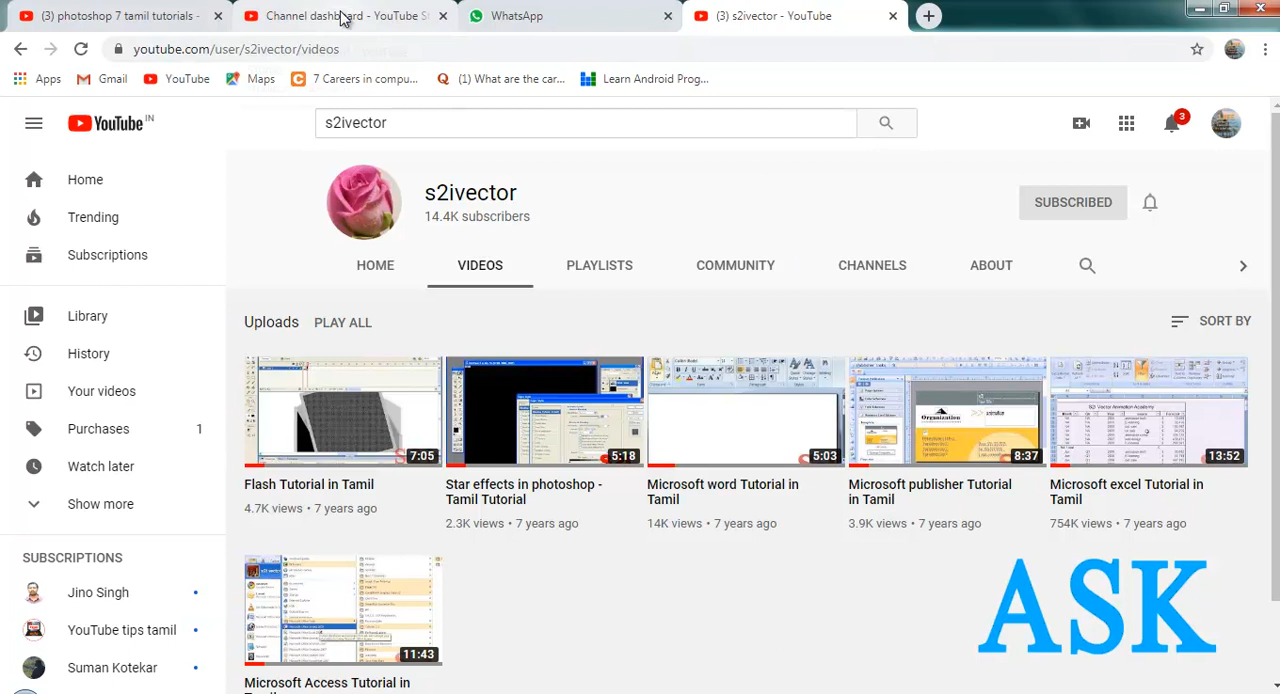 (3) photoshop 7 tamil tutorials -
Channel dashboard - YouTube St
WhatsApp
(3) s2ivector - YouTube
youtube.com/user/s2ivector/videos
Apps
Gmail
YouTube
Maps
7 Careers in compu...
(1) What are the car...
Learn Android Prog...
YouTube IN
s2ivector
3
Home
Trending
Subscriptions
Library
History
Your videos
Purchases 1
Watch later
Show more
SUBSCRIPTIONS
Jino Singh
YouTube tips tamil
Suman Kotekar
s2ivector
14.4K subscribers
SUBSCRIBED
HOME
VIDEOS
PLAYLISTS
COMMUNITY
CHANNELS
ABOUT
Uploads PLAY ALL
SORT BY
7:05
5:18
5:03
Organization
8:37
S2I Vector Animation Academy
13:52
Flash Tutorial in Tamil
4.7K views • 7 years ago
Star effects in photoshop -
Tamil Tutorial
2.3K views • 7 years ago
Microsoft word Tutorial in
Tamil
14K views • 7 years ago
Microsoft publisher Tutorial
in Tamil
3.9K views • 7 years ago
Microsoft excel Tutorial in
Tamil
754K views • 7 years ago
11:43
Microsoft Access Tutorial in
ASK